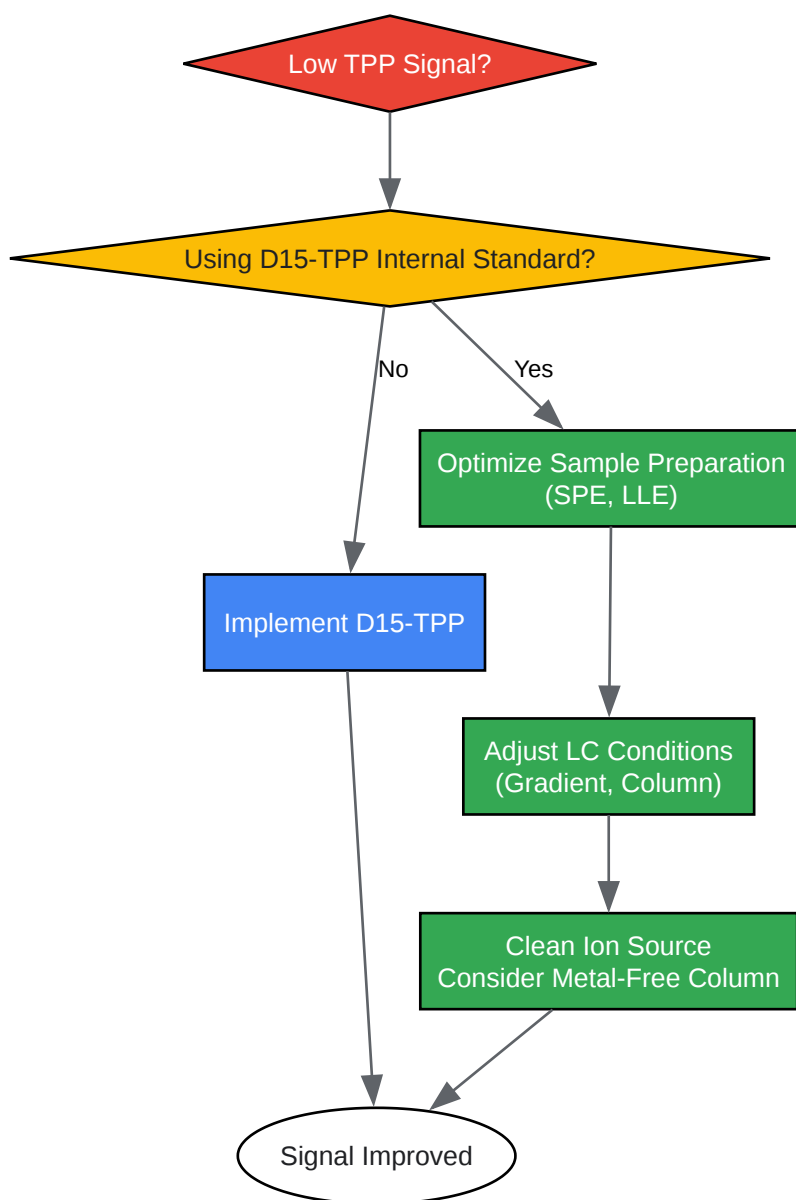 Low TPP Signal?
Using D15-TPP Internal Standard?
No
Yes
Optimize Sample Preparation
(SPE, LLE)
Implement D15-TPP
Adjust LC Conditions
(Gradient, Column)
Clean Ion Source
Consider Metal-Free Column
Signal Improved